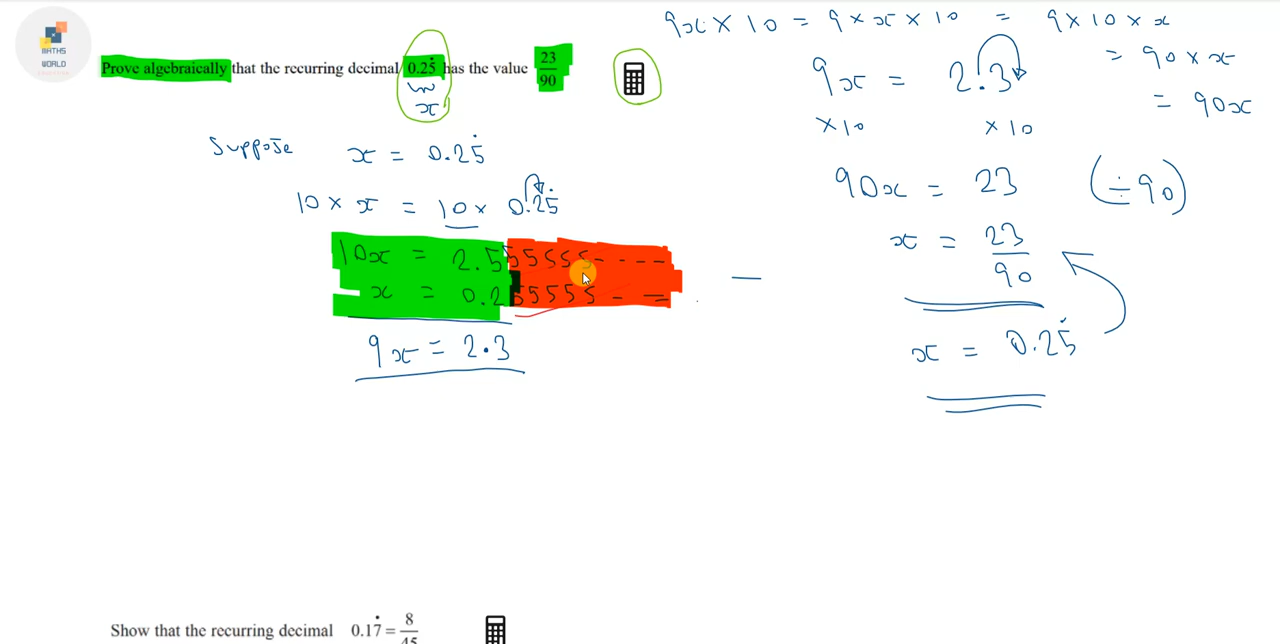 MATHS
WORLD
Prove algebraically that the recurring decimal 0.25̇ has the value 23/90
x
Suppose x = 0.25̇
10 × x = 10 × 0.25̇
10x = 2.555555----
x = 0.255555--
9x = 2.3
9x × 10 = 9 × x × 10 = 9 × 10 × x
= 90 × x
= 90x
9x = 2.3
×10 ×10
90x = 23 (÷90)
x = 23/90
x = 0.25̇
—
Show that the recurring decimal 0.17̇ = 8/45